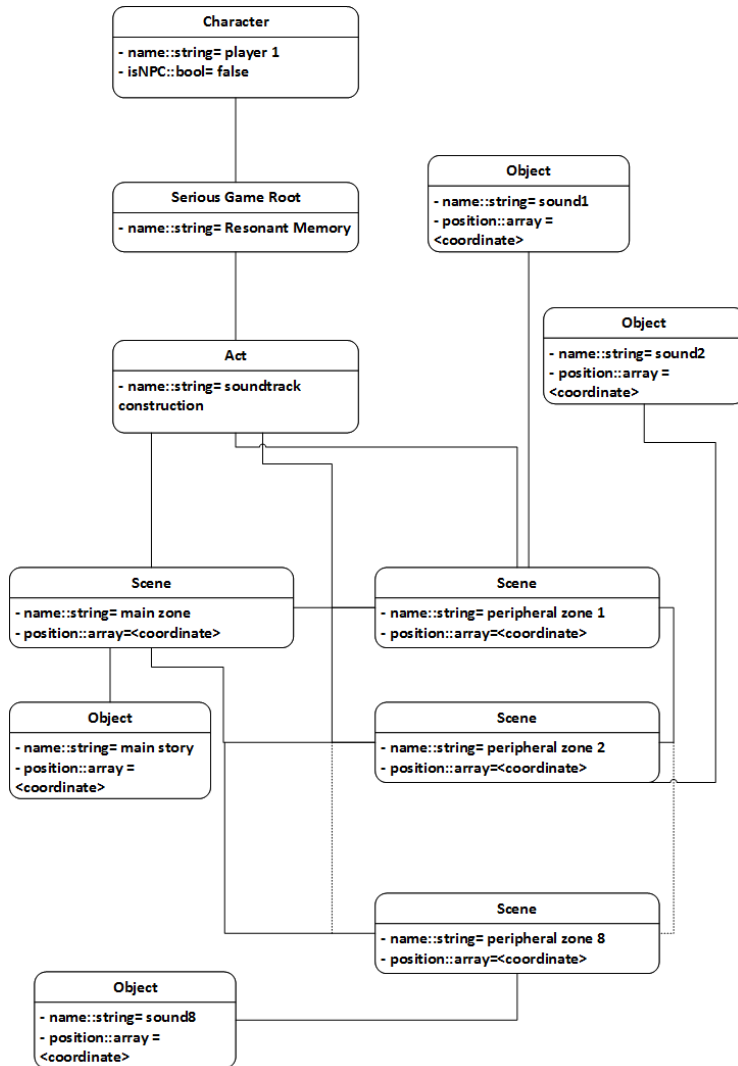 Character
- name::string= player 1
- isNPC::bool= false
Serious Game Root
- name::string= Resonant Memory
Object
- name::string= sound1
- position::array =
<coordinate>
Object
- name::string= sound2
- position::array =
<coordinate>
Act
- name::string= soundtrack
construction
Scene
- name::string= main zone
- position::array=<coordinate>
Scene
- name::string= peripheral zone 1
- position::array=<coordinate>
Object
- name::string= main story
- position::array =
<coordinate>
Scene
- name::string= peripheral zone 2
- position::array=<coordinate>
Scene
- name::string= peripheral zone 8
- position::array=<coordinate>
Object
- name::string= sound8
- position::array =
<coordinate>